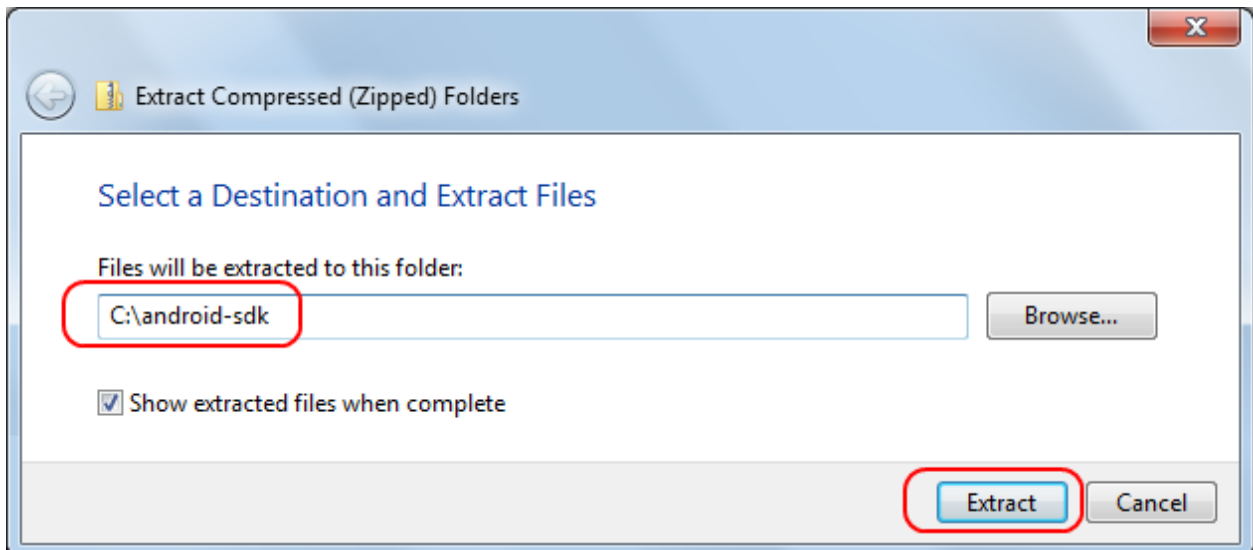 Extract Compressed (Zipped) Folders
Select a Destination and Extract Files
Files will be extracted to this folder:
C:\android-sdk
Browse...
Show extracted files when complete
Extract
Cancel